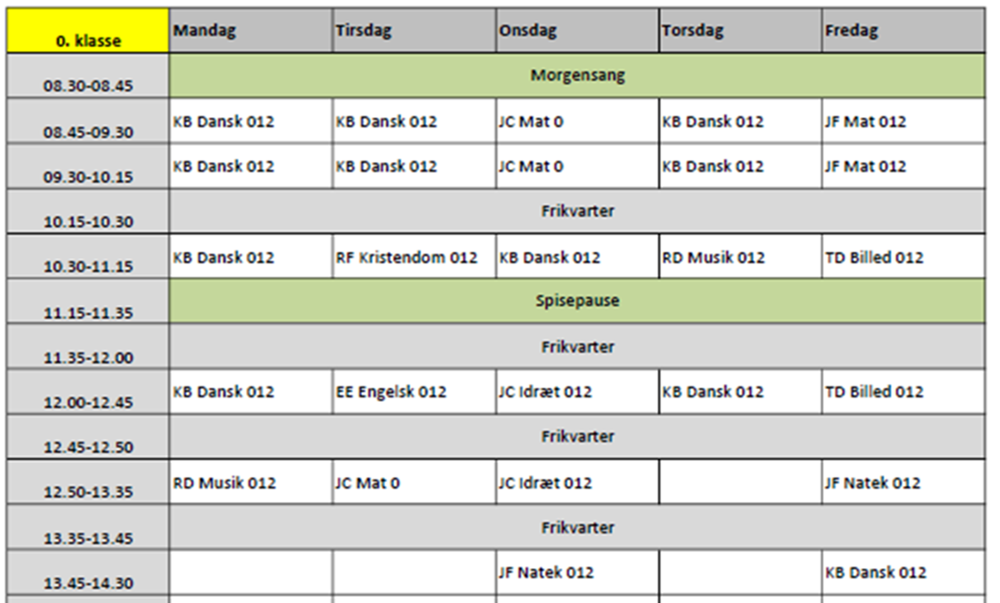 0. klasse Mandag Tirsdag Onsdag Torsdag Fredag
08.30-08.45 Morgensang
08.45-09.30 KB Dansk 012 KB Dansk 012 JC Mat 0 KB Dansk 012 JF Mat 012
09.30-10.15 KB Dansk 012 KB Dansk 012 JC Mat 0 KB Dansk 012 JF Mat 012
10.15-10.30 Frikvarter
10.30-11.15 KB Dansk 012 RF Kristendom 012 KB Dansk 012 RD Musik 012 TD Billed 012
11.15-11.35 Spisepause
11.35-12.00 Frikvarter
12.00-12.45 KB Dansk 012 EE Engelsk 012 JC Idræt 012 KB Dansk 012 TD Billed 012
12.45-12.50 Frikvarter
12.50-13.35 RD Musik 012 JC Mat 0 JC Idræt 012 JF Natek 012
13.35-13.45 Frikvarter
13.45-14.30 JF Natek 012 KB Dansk 012